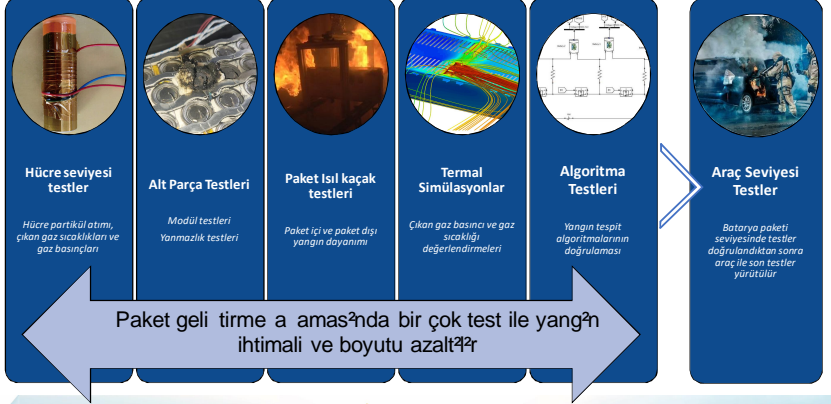 Hücre seviyesi
testler
Hücre partikül atımı,
çıkan gaz sıcaklıkları ve
gaz basınçları
Alt Parça Testleri
Modül testleri
Yanmazlık testleri
Paket Isıl kaçak
testleri
Paket içi ve paket dışı
yangın dayanımı
Termal
Simülasyonlar
Çıkan gaz basıncı ve gaz
sıcaklığı
değerlendirmeleri
Algoritma
Testleri
Yangın tespit
algoritmalarının
doğrulaması
Araç Seviyesi
Testler
Batarya paketi
seviyesinde testler
doğrulandıktan sonra
araç ile son testler
yürütülür
Paket geli tirme a amas²nda bir çok test ile yang²n
ihtimali ve boyutu azalt²l²r